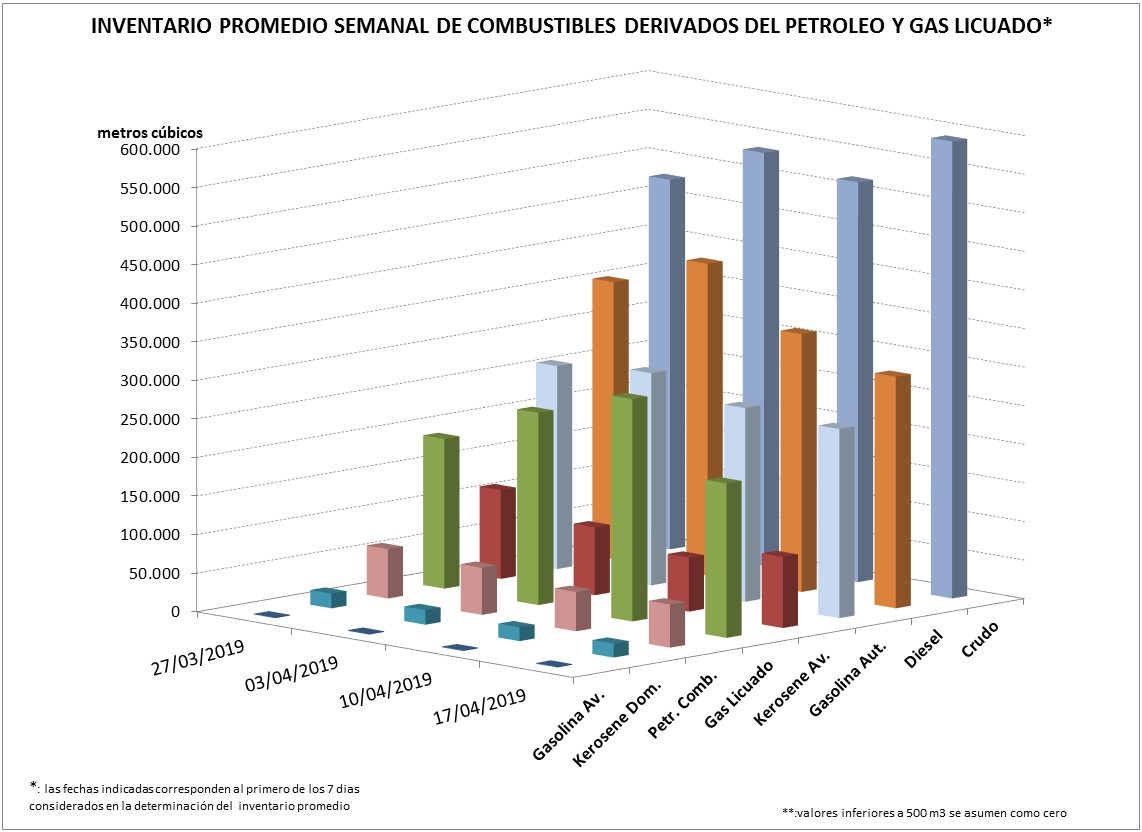 INVENTARIO PROMEDIO SEMANAL DE COMBUSTIBLES DERIVADOS DEL PETROLEO Y GAS LICUADO*
metros cúbicos
600.000
550.000
500.000
450.000
400.000
350.000
300.000
250.000
200.000
150.000
100.000
50.000
0
27/03/2019
03/04/2019
10/04/2019
17/04/2019
Gasolina Av.
Kerosene Dom.
Petr. Comb.
Gas Licuado
Kerosene Av.
Gasolina Aut.
Diesel
Crudo
*: las fechas indicadas corresponden al primero de los 7 dias
considerados en la determinación del inventario promedio
**:valores inferiores a 500 m3 se asumen como cero